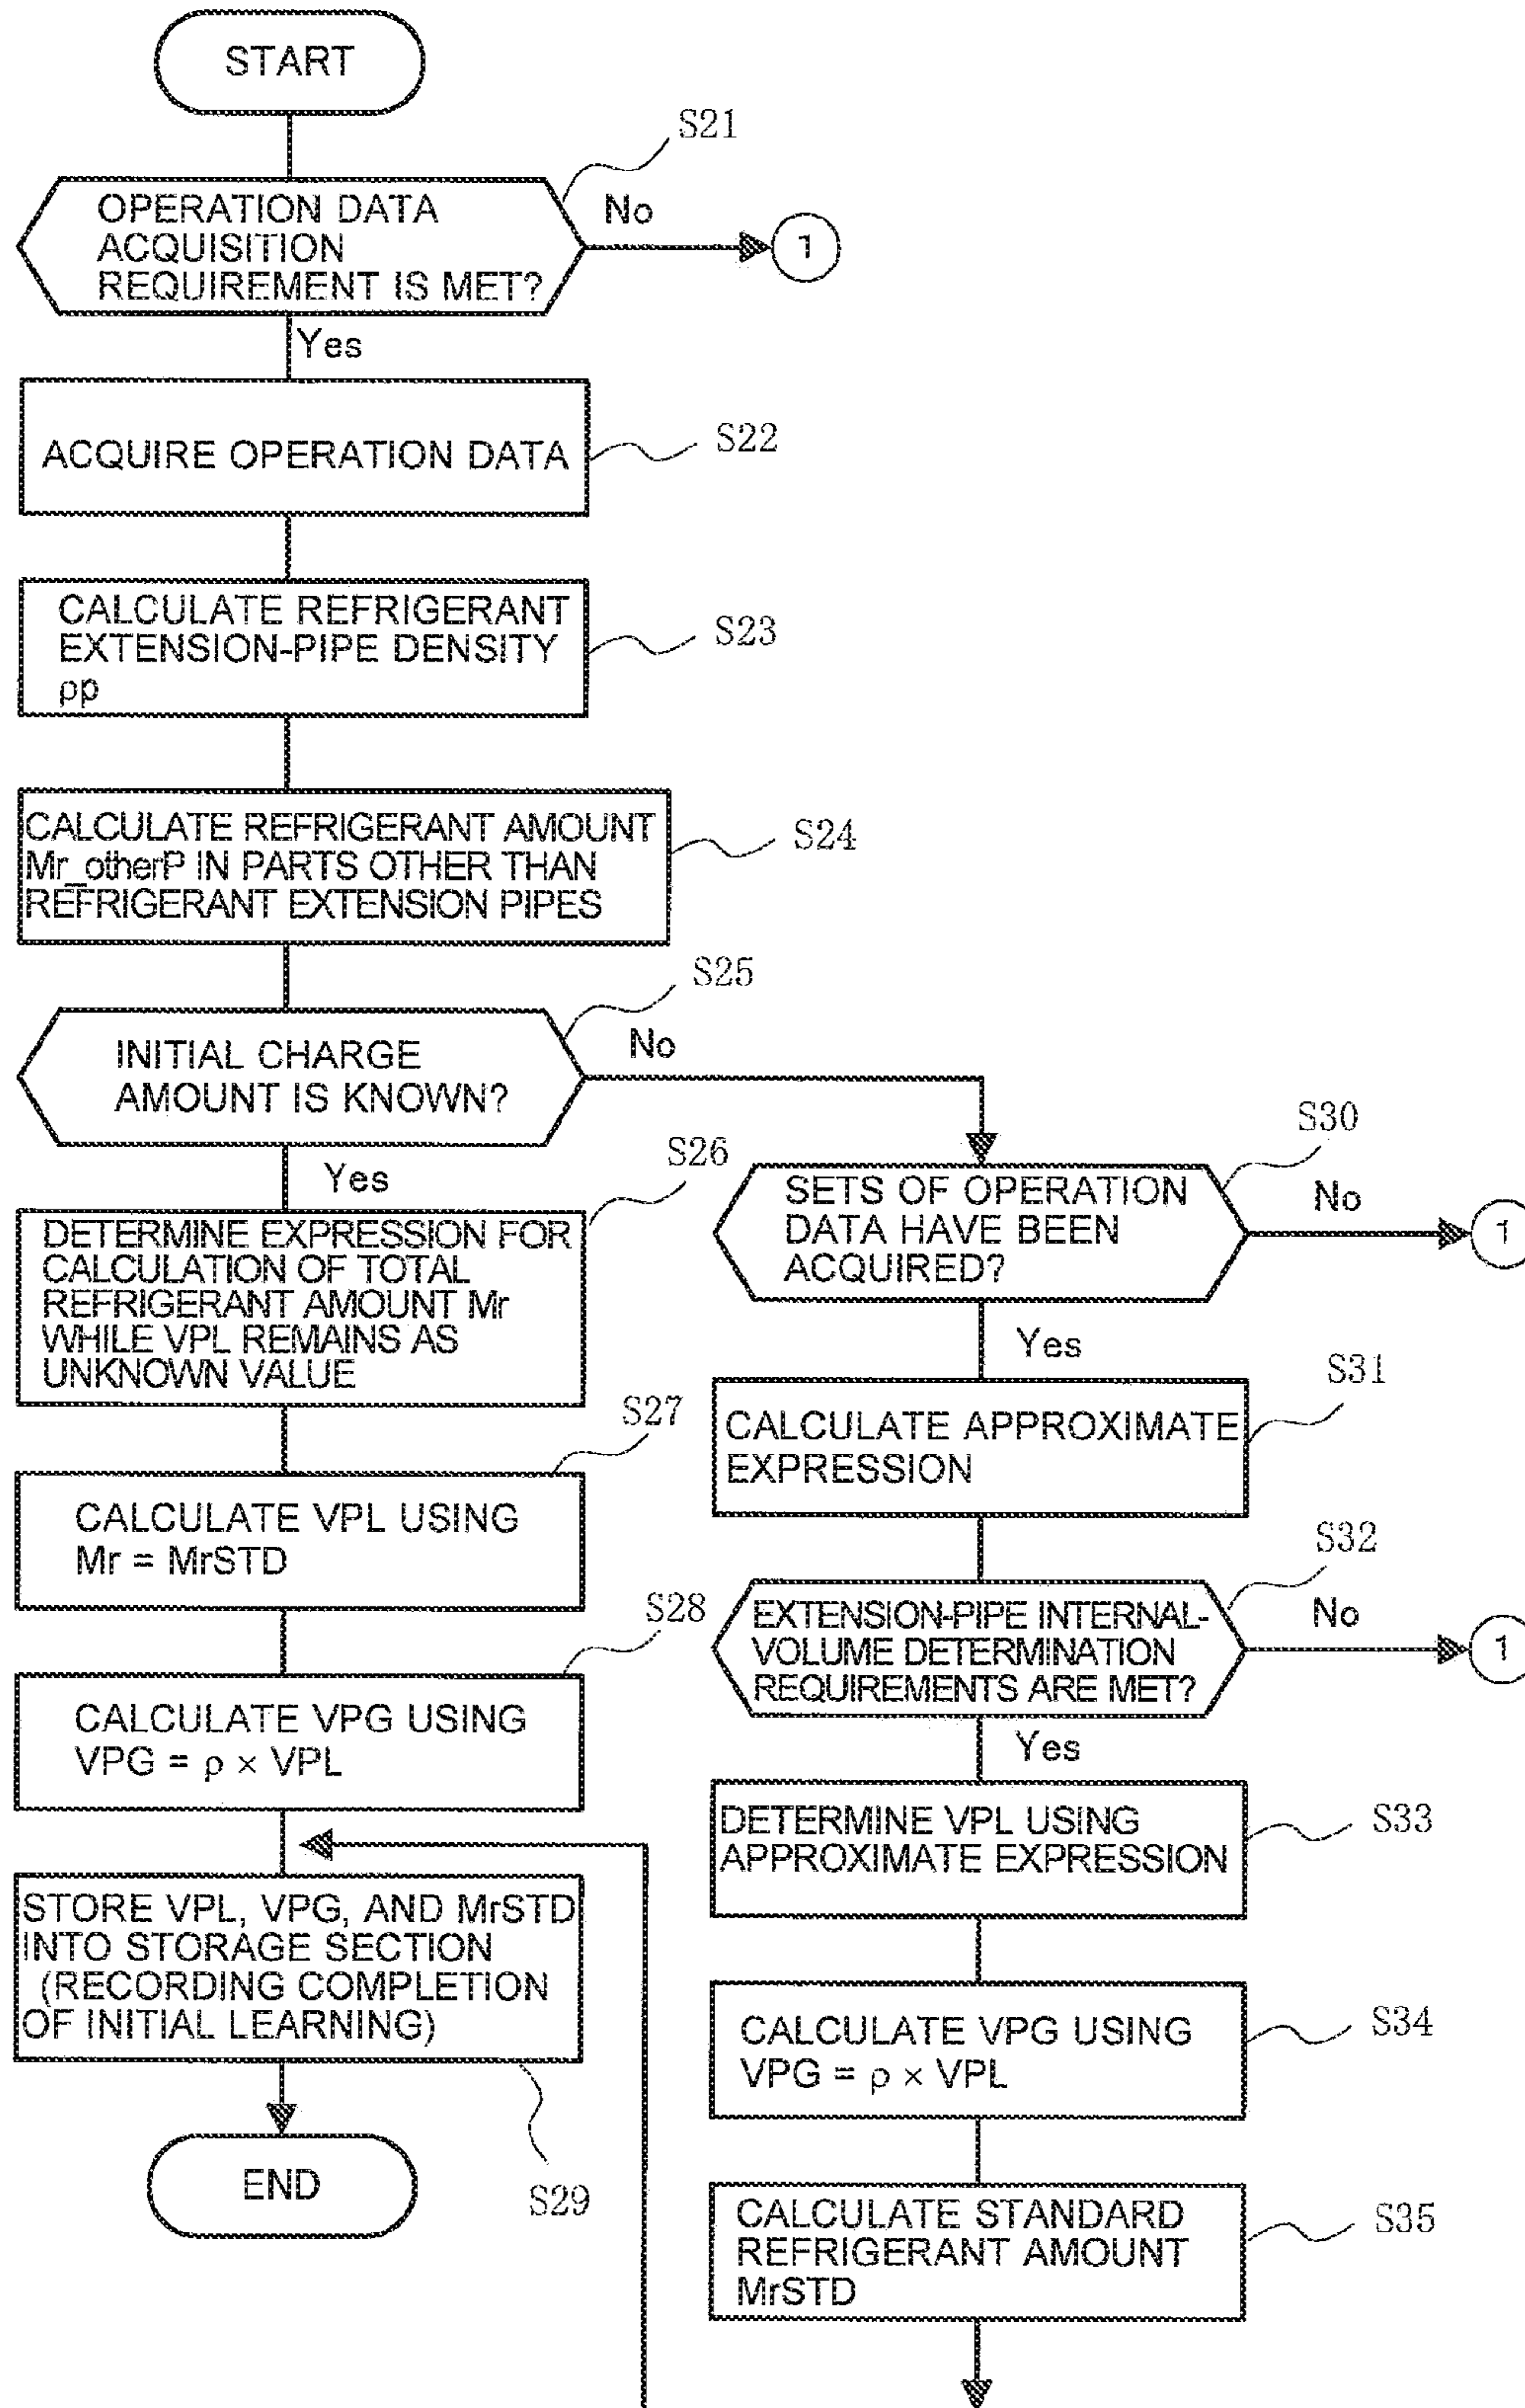 START
S21
OPERATION DATA
ACQUISITION
REQUIREMENT IS MET?
No
1
Yes
ACQUIRE OPERATION DATA
S22
CALCULATE REFRIGERANT
EXTENSION-PIPE DENSITY
ρp
S23
CALCULATE REFRIGERANT AMOUNT
Mr_otherP IN PARTS OTHER THAN
REFRIGERANT EXTENSION PIPES
S24
S25
INITIAL CHARGE
AMOUNT IS KNOWN?
No
Yes
S26
DETERMINE EXPRESSION FOR
CALCULATION OF TOTAL
REFRIGERANT AMOUNT Mr
WHILE VPL REMAINS AS
UNKNOWN VALUE
S27
CALCULATE VPL USING
Mr = MrSTD
S28
CALCULATE VPG USING
VPG = ρ × VPL
STORE VPL, VPG, AND MrSTD
INTO STORAGE SECTION
(RECORDING COMPLETION
OF INITIAL LEARNING)
S29
END
S30
SETS OF OPERATION
DATA HAVE BEEN
ACQUIRED?
No
1
Yes
S31
CALCULATE APPROXIMATE
EXPRESSION
S32
EXTENSION-PIPE INTERNAL-
VOLUME DETERMINATION
REQUIREMENTS ARE MET?
No
1
Yes
DETERMINE VPL USING
APPROXIMATE EXPRESSION
S33
CALCULATE VPG USING
VPG = ρ × VPL
S34
CALCULATE STANDARD
REFRIGERANT AMOUNT
MrSTD
S35